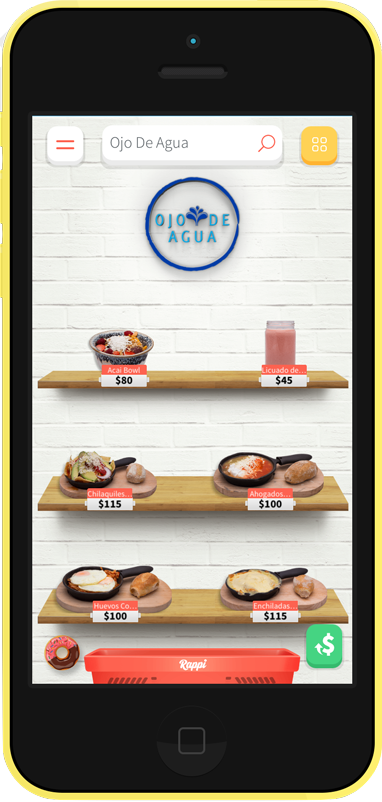 Ojo De Agua
OJO DE
AGUA
Acai Bowl
$80
Licuado de...
$45
Chilaquiles...
$115
Ahogados...
$100
Huevos Co...
$100
Enchiladas...
$115
Rappi
$